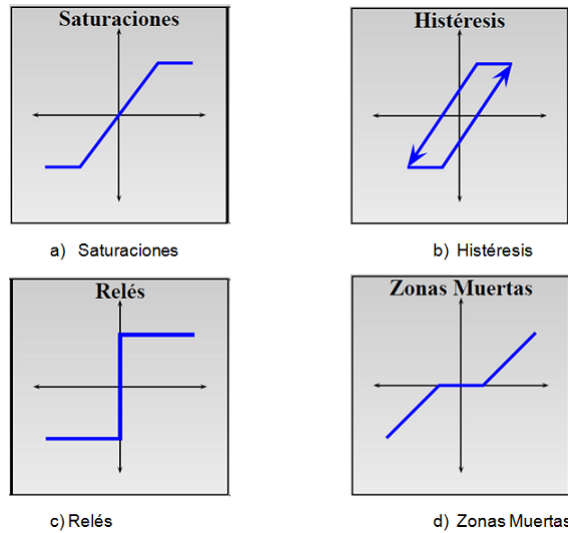 Saturaciones
Histéresis
a) Saturaciones
b) Histéresis
Relés
Zonas Muertas
c) Relés
d) Zonas Muertas